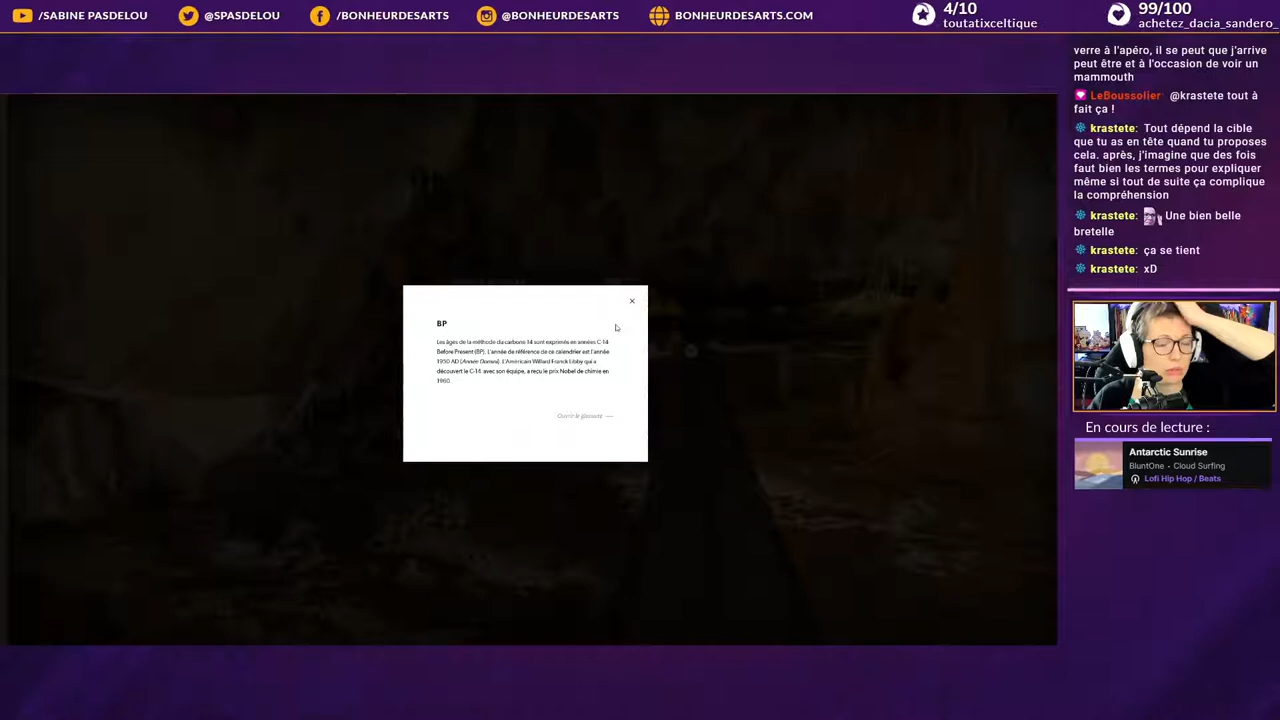 /SABINE PASDELOU
@SPASDELOU
/BONHEURDESARTS
@BONHEURDESARTS
BONHEURDESARTS.COM
4/10
toutatixceltique
99/100
achetez_dacia_sandero_
verre à l'apéro, il se peut que j'arrive
peut être et à l'occasion de voir un
mammouth
LeBoussolier @krastete tout à
fait ça !
krastete: Tout dépend la cible
que tu as en tête quand tu proposes
cela. après, j'imagine que des fois
faut bien les termes pour expliquer
même si tout de suite ça complique
la compréhension
krastete: Une bien belle
bretelle
krastete: ça se tient
krastete: xD
×
BP
Les âges de la méthode du carbone 14 sont exprimés en années C-14
Before Present (BP). L'année de référence de ce calendrier est l'année
1950 AD (Anno Domini). L'Américain Willard Franck Libby qui a
découvert le C-14 avec son équipe, a reçu le prix Nobel de chimie en
1960.
Ouvrir le glossaire —
En cours de lecture :
Antarctic Sunrise
BluntOne • Cloud Surfing
Lofi Hip Hop / Beats